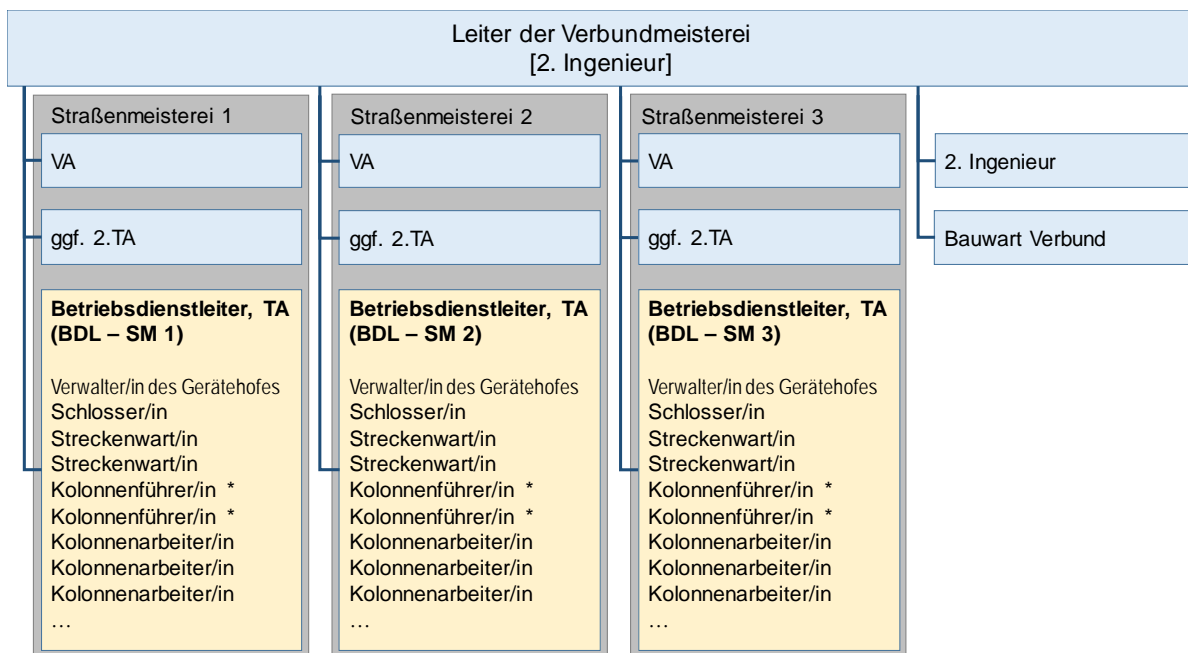 Leiter der Verbundmeisterei
[2. Ingenieur]
Straßenmeisterei 1
VA
ggf. 2.TA
Betriebsdienstleiter, TA
(BDL – SM 1)
Verwalter/in des Gerätehofes
Schlosser/in
Streckenwart/in
Streckenwart/in
Kolonnenführer/in *
Kolonnenführer/in *
Kolonnenarbeiter/in
Kolonnenarbeiter/in
Kolonnenarbeiter/in
…
Straßenmeisterei 2
VA
ggf. 2.TA
Betriebsdienstleiter, TA
(BDL – SM 2)
Verwalter/in des Gerätehofes
Schlosser/in
Streckenwart/in
Streckenwart/in
Kolonnenführer/in *
Kolonnenführer/in *
Kolonnenarbeiter/in
Kolonnenarbeiter/in
Kolonnenarbeiter/in
…
Straßenmeisterei 3
VA
ggf. 2.TA
Betriebsdienstleiter, TA
(BDL – SM 3)
Verwalter/in des Gerätehofes
Schlosser/in
Streckenwart/in
Streckenwart/in
Kolonnenführer/in *
Kolonnenführer/in *
Kolonnenarbeiter/in
Kolonnenarbeiter/in
Kolonnenarbeiter/in
…
2. Ingenieur
Bauwart Verbund